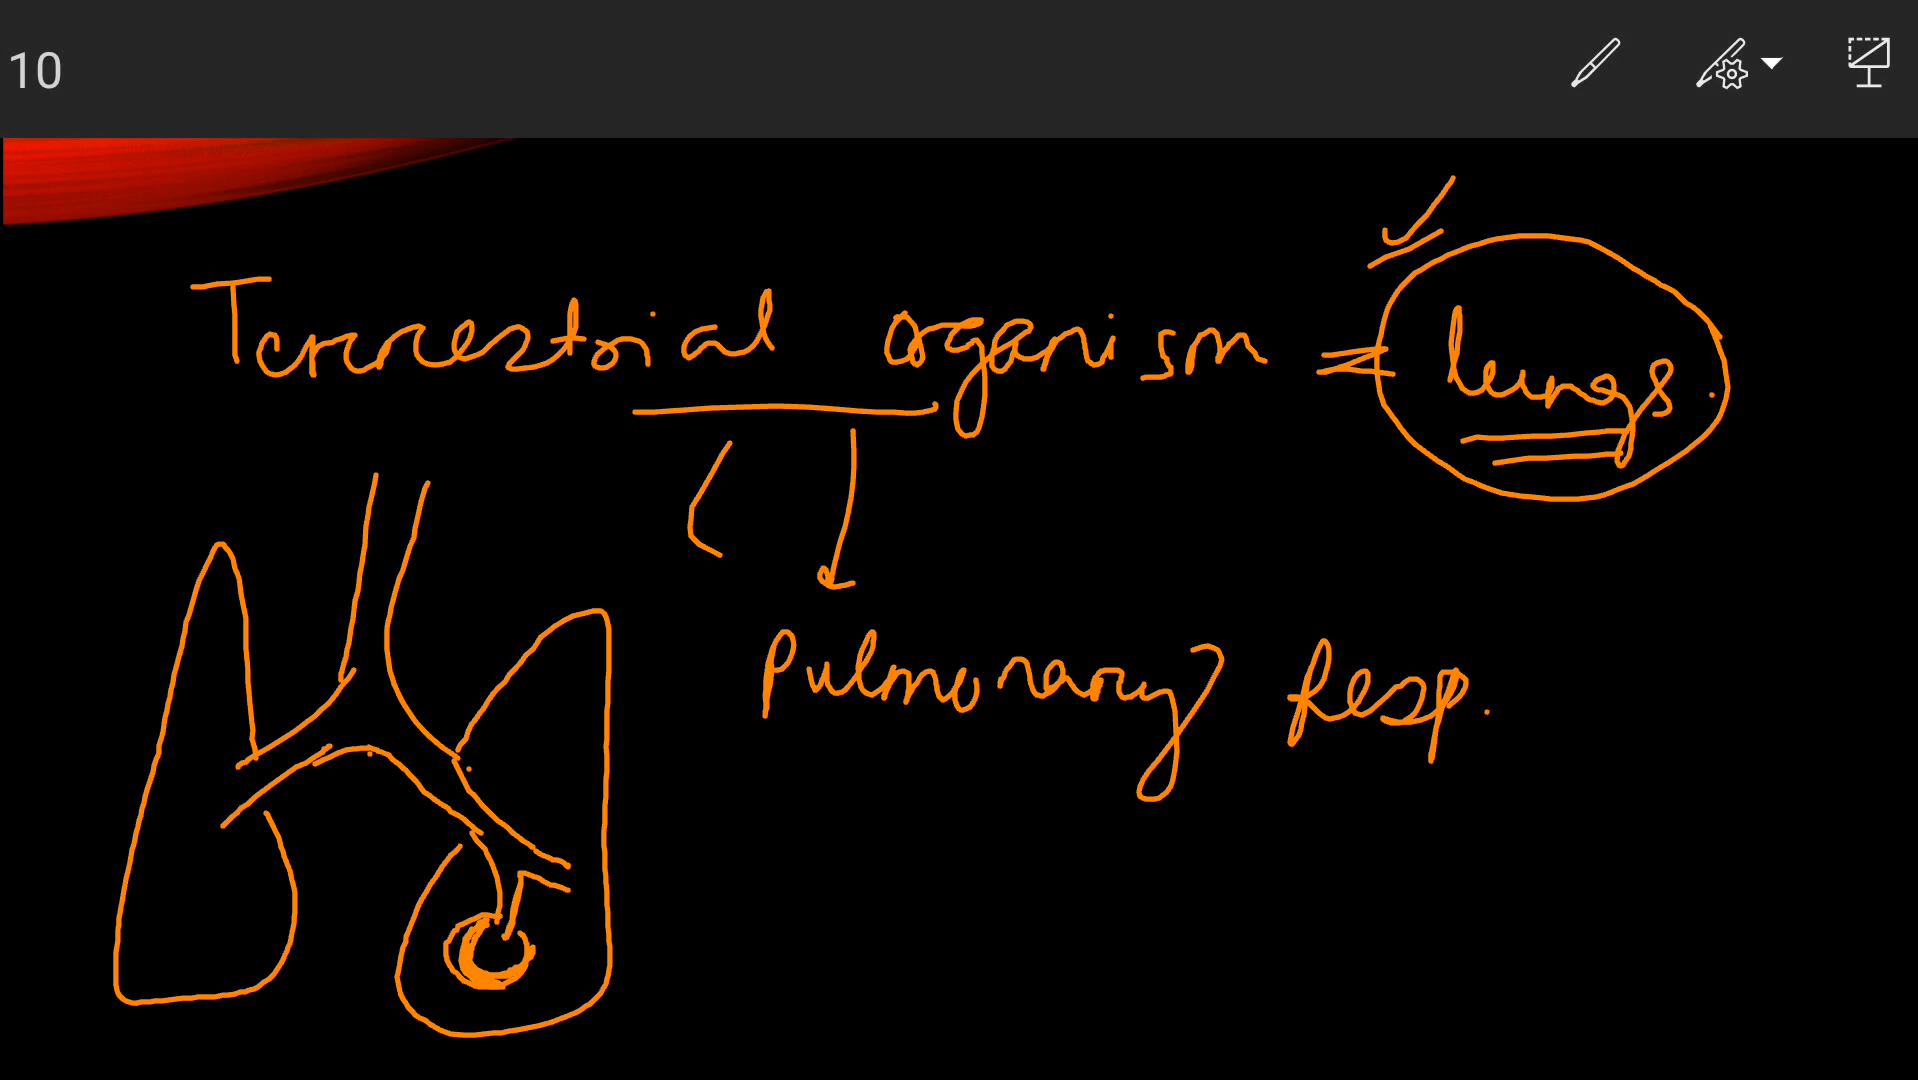 10
Terrestrial organism = lungs.
Pulmonary Resp.